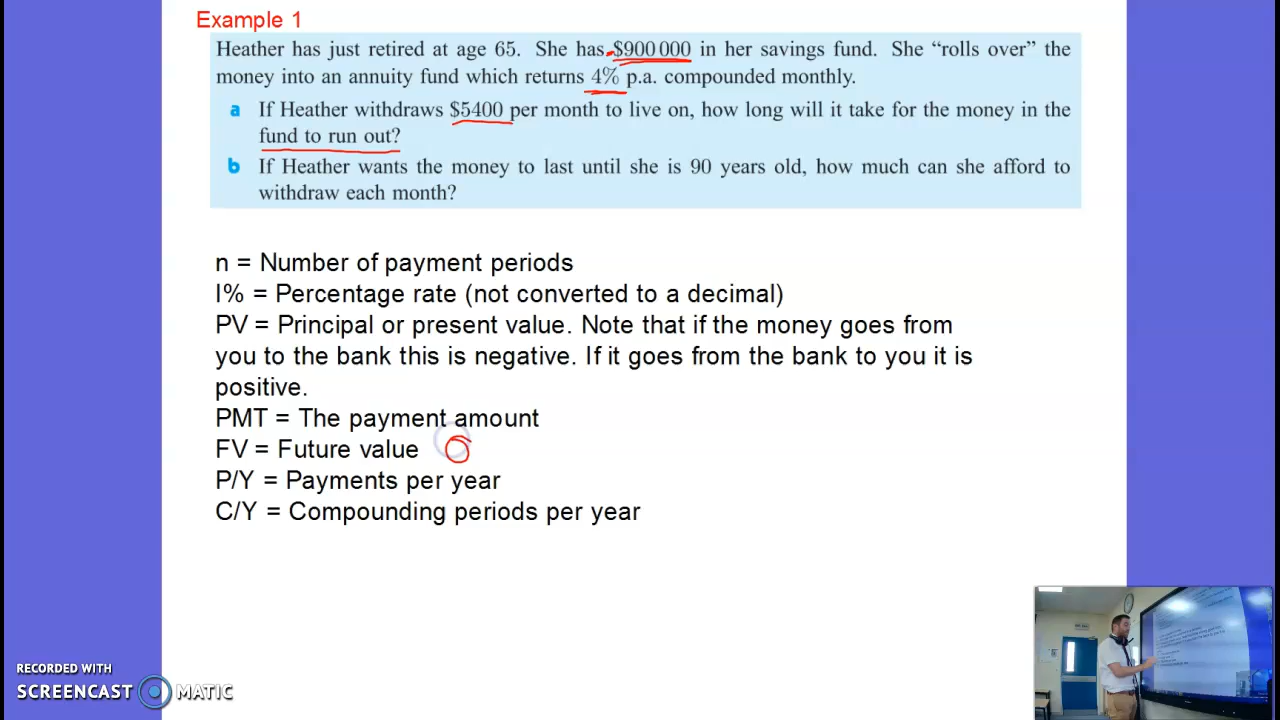 Example 1
Heather has just retired at age 65. She has $900 000 in her savings fund. She “rolls over” the
money into an annuity fund which returns 4% p.a. compounded monthly.
a If Heather withdraws $5400 per month to live on, how long will it take for the money in the
fund to run out?
b If Heather wants the money to last until she is 90 years old, how much can she afford to
withdraw each month?
n = Number of payment periods
I% = Percentage rate (not converted to a decimal)
PV = Principal or present value. Note that if the money goes from
you to the bank this is negative. If it goes from the bank to you it is
positive.
PMT = The payment amount
FV = Future value 0
P/Y = Payments per year
C/Y = Compounding periods per year
RECORDED WITH
SCREENCAST MATIC